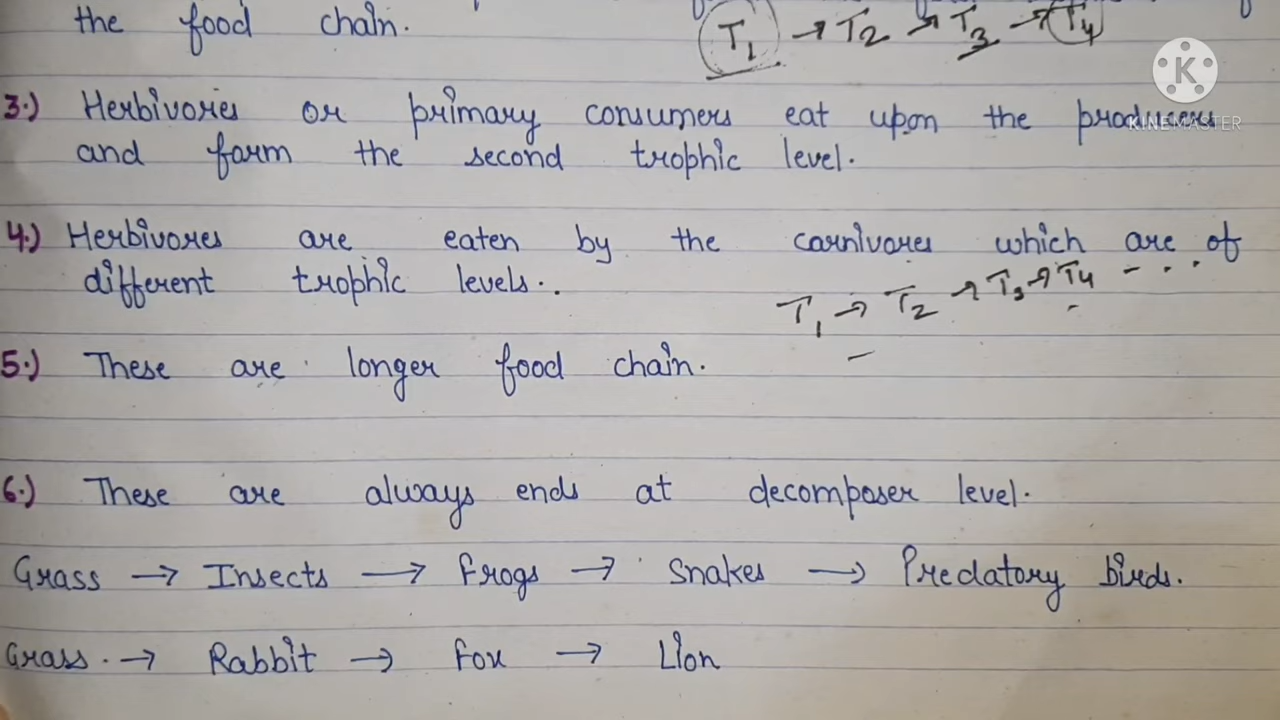 the food chain.
T1 → T2 → T3 → T4
3.) Herbivores or primary consumers eat upon the producers
KINEMASTER
and form the second trophic level.
4.) Herbivores are eaten by the carnivores which are of
different trophic levels..
T1 → T2 → T3 → T4 - . . .
5.) These are longer food chain.
6.) These are always ends at decomposer level.
Grass → Insects → Frogs → Snakes → Predatory birds.
Grass. → Rabbit → Fox → Lion